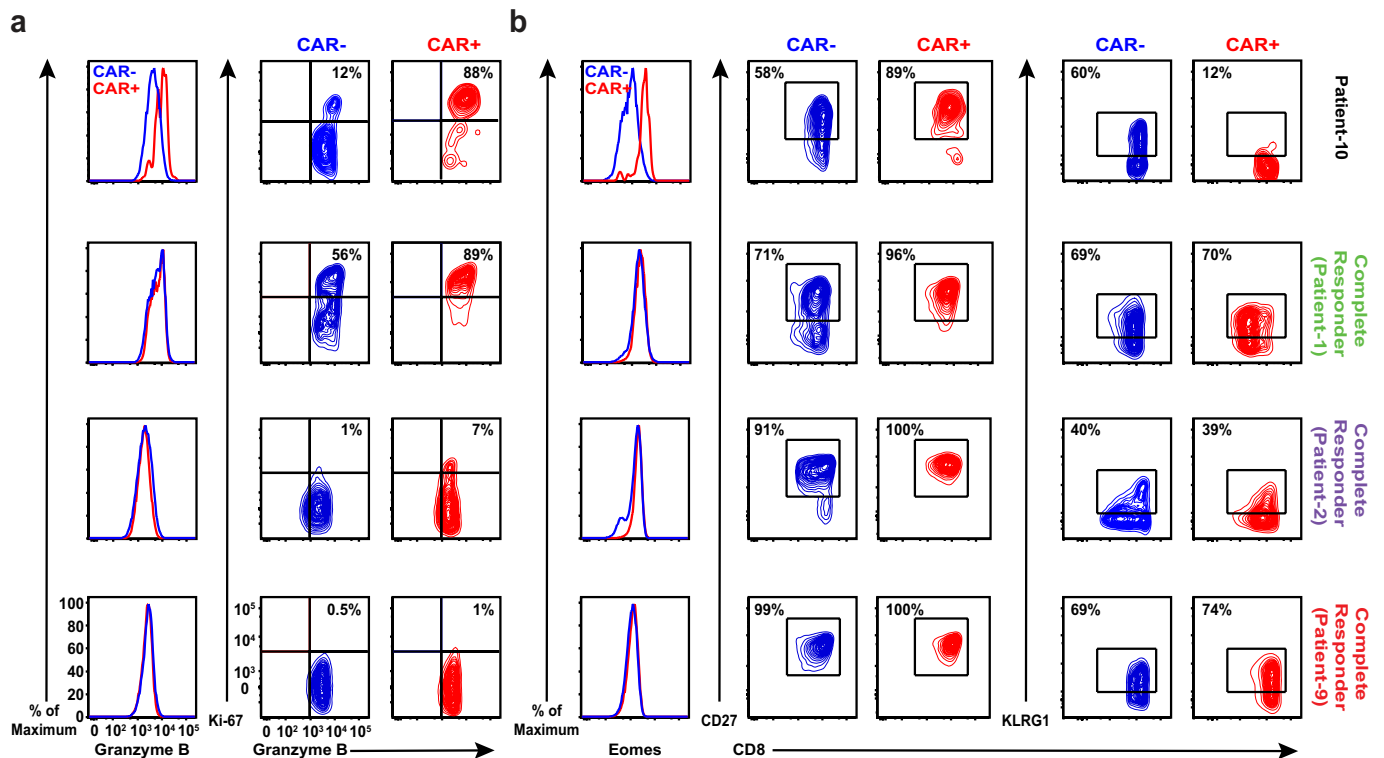 a
b
CAR-
CAR+
CAR-
CAR+
CAR-
CAR+
CAR-
CAR+
12%
88%
CAR-
CAR+
58%
89%
60%
12%
Patient-10
56%
89%
71%
96%
69%
70%
Complete
Responder
(Patient-1)
1%
7%
91%
100%
40%
39%
Complete
Responder
(Patient-2)
100
80
60
40
20
0
10⁵
10⁴
10³
0
0.5%
1%
99%
100%
69%
74%
Complete
Responder
(Patient-9)
0 10² 10³ 10⁴ 10⁵
0 10² 10³ 10⁴ 10⁵
% of
Maximum
Granzyme B
Ki-67
Granzyme B
% of
Maximum
Eomes
CD27
CD8
KLRG1